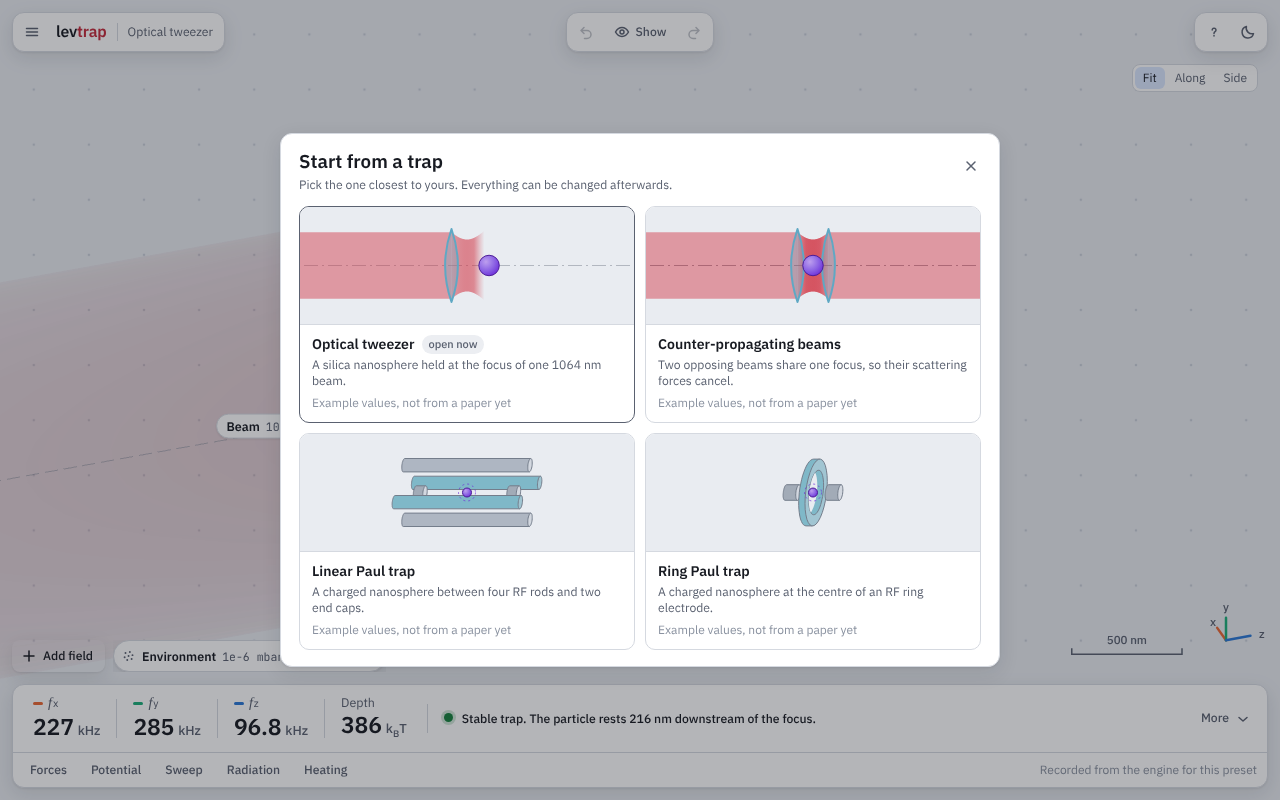 levtrap Optical tweezer
Show
?
Fit Along Side
Start from a trap
Pick the one closest to yours. Everything can be changed afterwards.
Optical tweezer open now
A silica nanosphere held at the focus of one 1064 nm
beam.
Example values, not from a paper yet
Counter-propagating beams
Two opposing beams share one focus, so their scattering
forces cancel.
Example values, not from a paper yet
Beam 10
Linear Paul trap
A charged nanosphere between four RF rods and two
end caps.
Example values, not from a paper yet
Ring Paul trap
A charged nanosphere at the centre of an RF ring
electrode.
Example values, not from a paper yet
y
x
z
500 nm
Add field
Environment 1e-6 mbar
fx
227 kHz
fy
285 kHz
fz
96.8 kHz
Depth
386 kBT
Stable trap. The particle rests 216 nm downstream of the focus.
More
Forces Potential Sweep Radiation Heating
Recorded from the engine for this preset